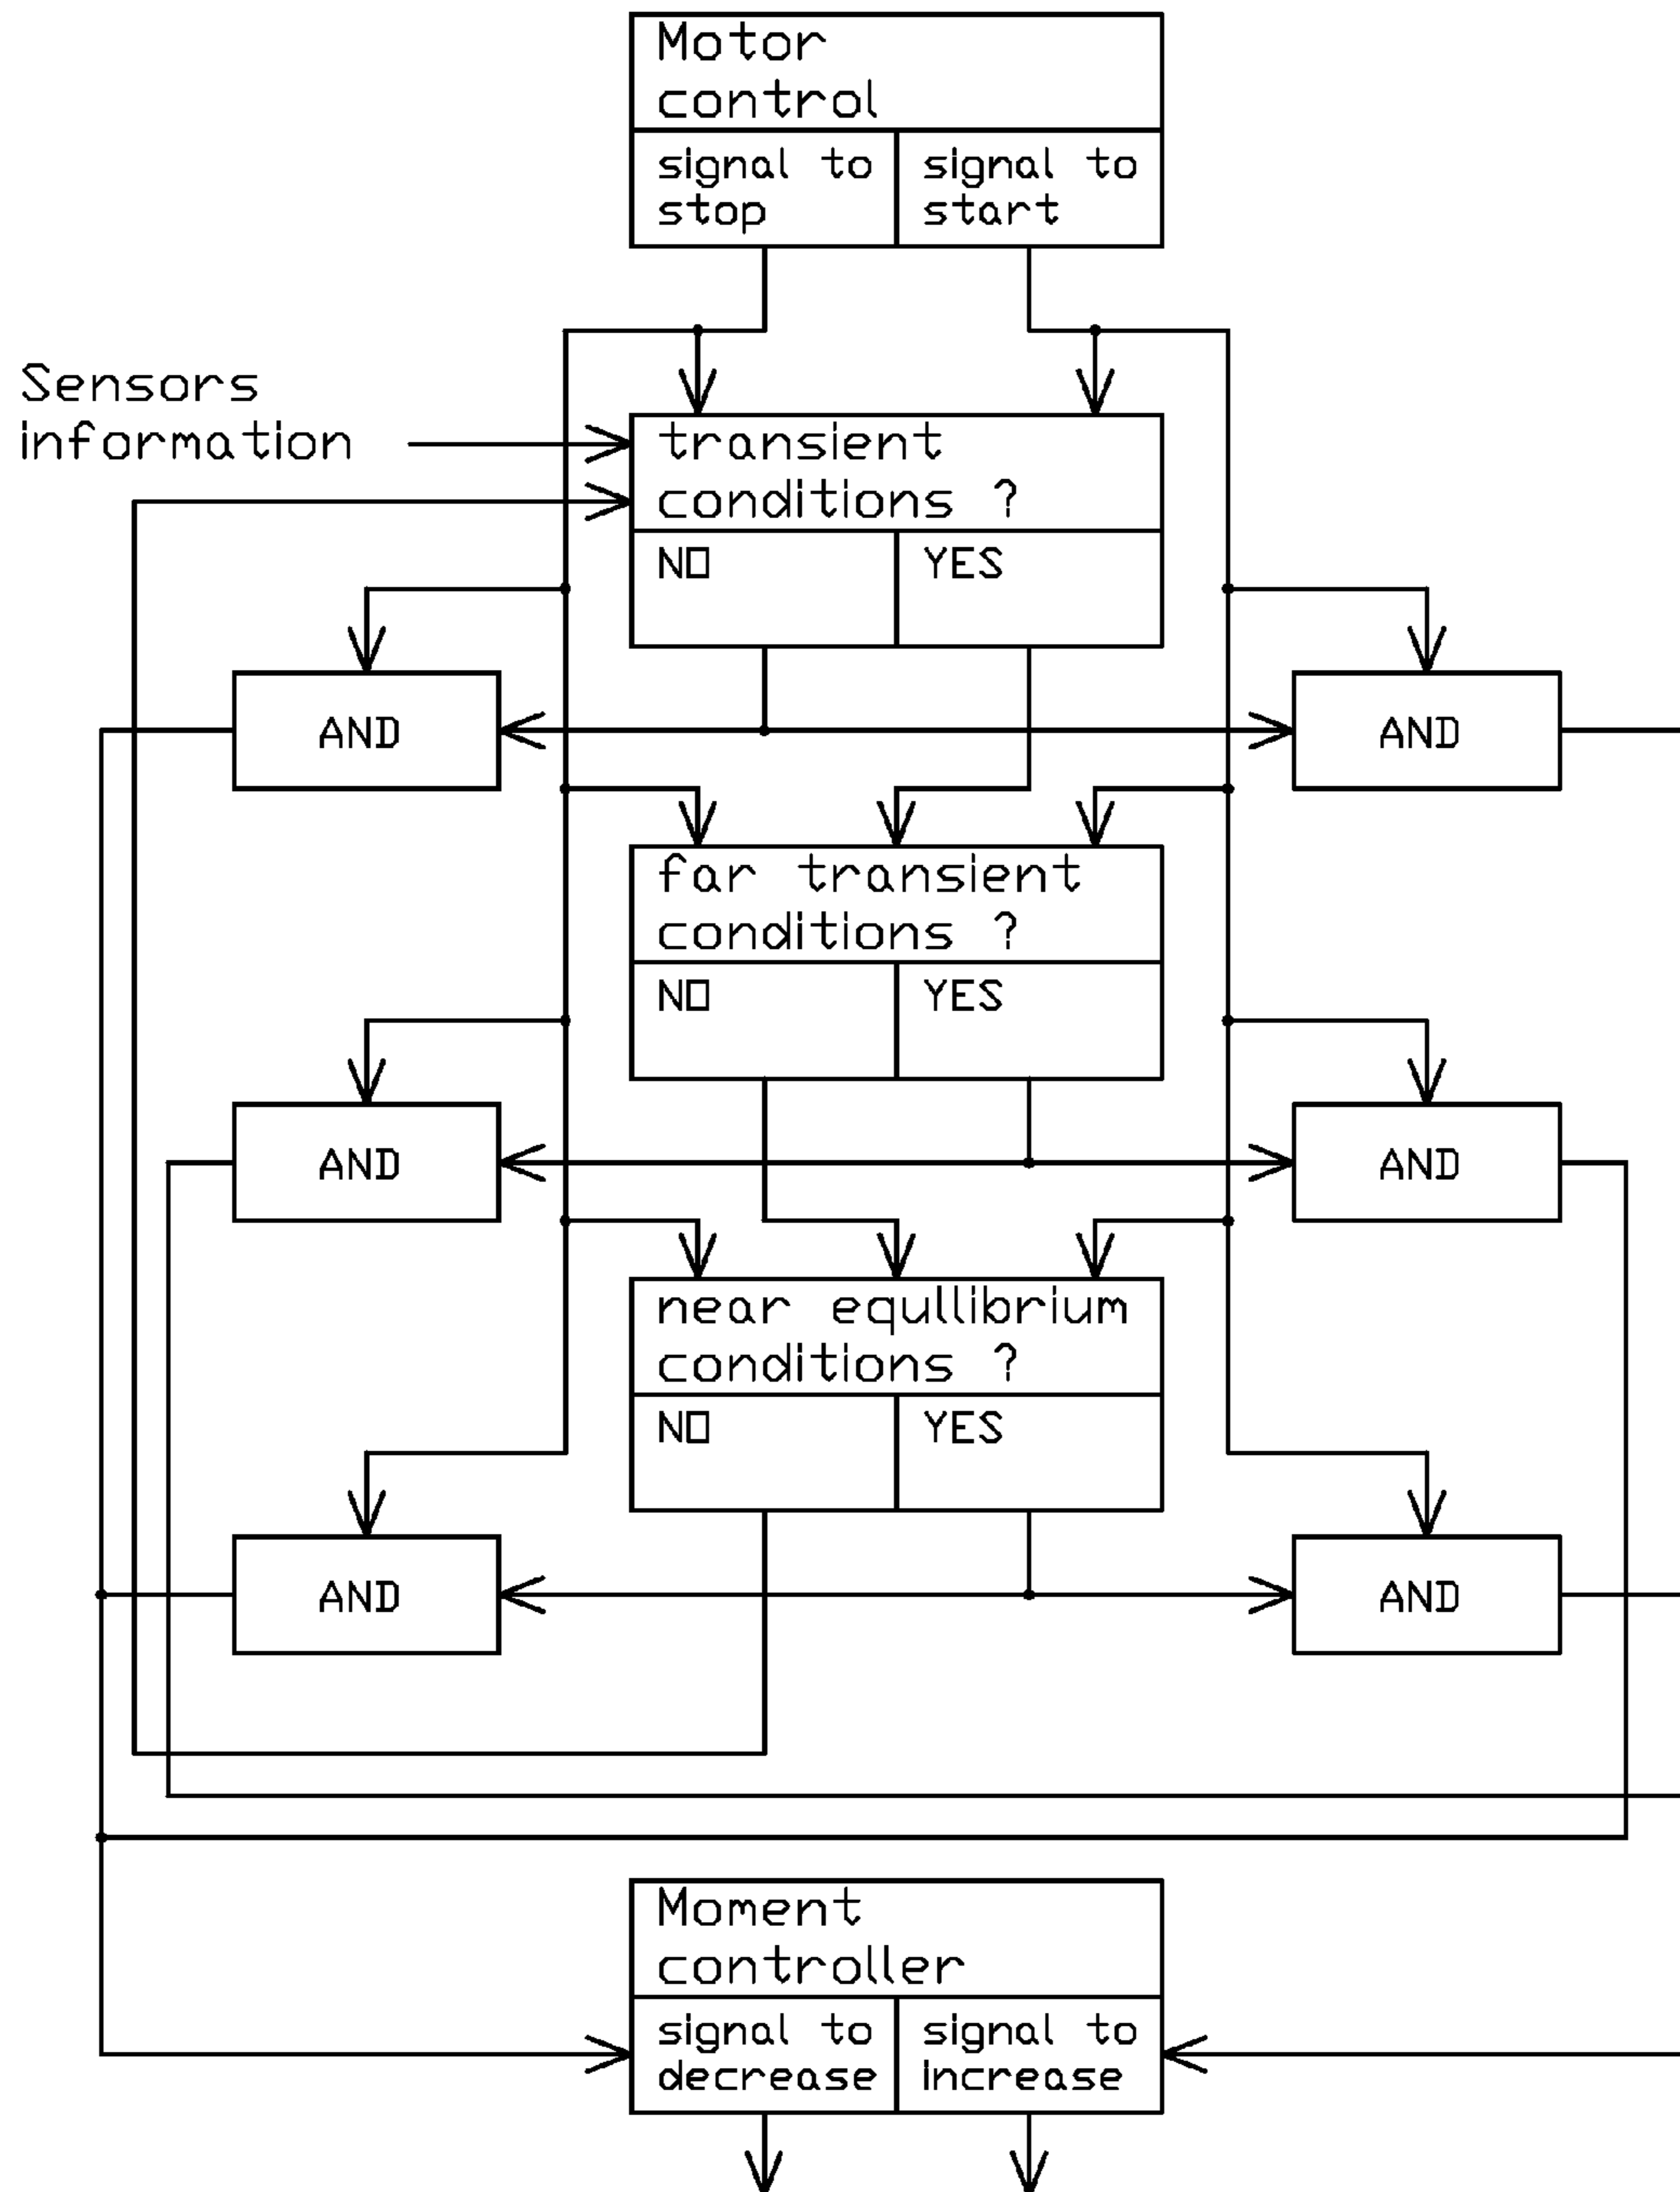 Motor
control
signal to
stop
signal to
start
Sensors
information
transient
conditions ?
NO
YES
AND
AND
far transient
conditions ?
NO
YES
AND
AND
near equllibrium
conditions ?
NO
YES
AND
AND
Moment
controller
signal to
decrease
signal to
increase